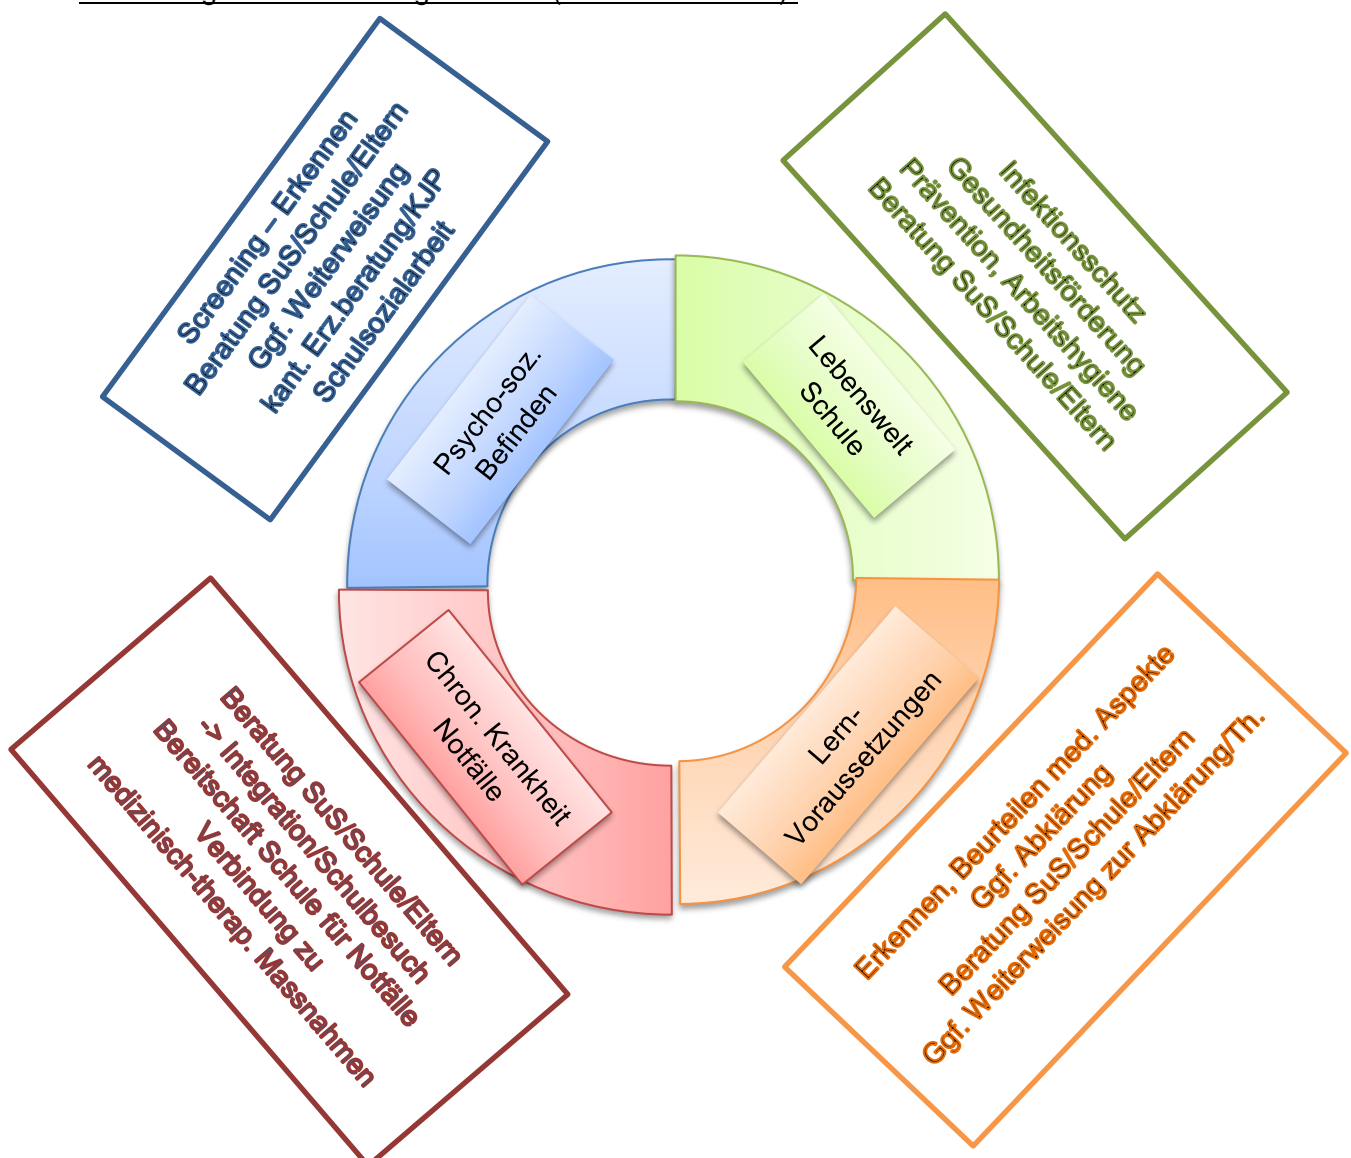 Screening – Erkennen
Beratung SuS/Schule/Eltern
Ggf. Weiterweisung
kant. Erz.beratung/KJP
Schulsozialarbeit
Infektionsschutz
Gesundheitsförderung
Prävention, Arbeitshygiene
Beratung SuS/Schule/Eltern
Psycho-soz.
Befinden
Lebenswelt
Schule
Chron. Krankheit
Notfälle
Lern-
Voraussetzungen
Beratung SuS/Schule/Eltern
-> Integration/Schulbesuch
Bereitschaft Schule für Notfälle
Verbindung zu
medizinisch-therap. Massnahmen
Erkennen, Beurteilen med. Aspekte
Ggf. Abklärung
Beratung SuS/Schule/Eltern
Ggf. Weiterweisung zur Abklärung/Th.